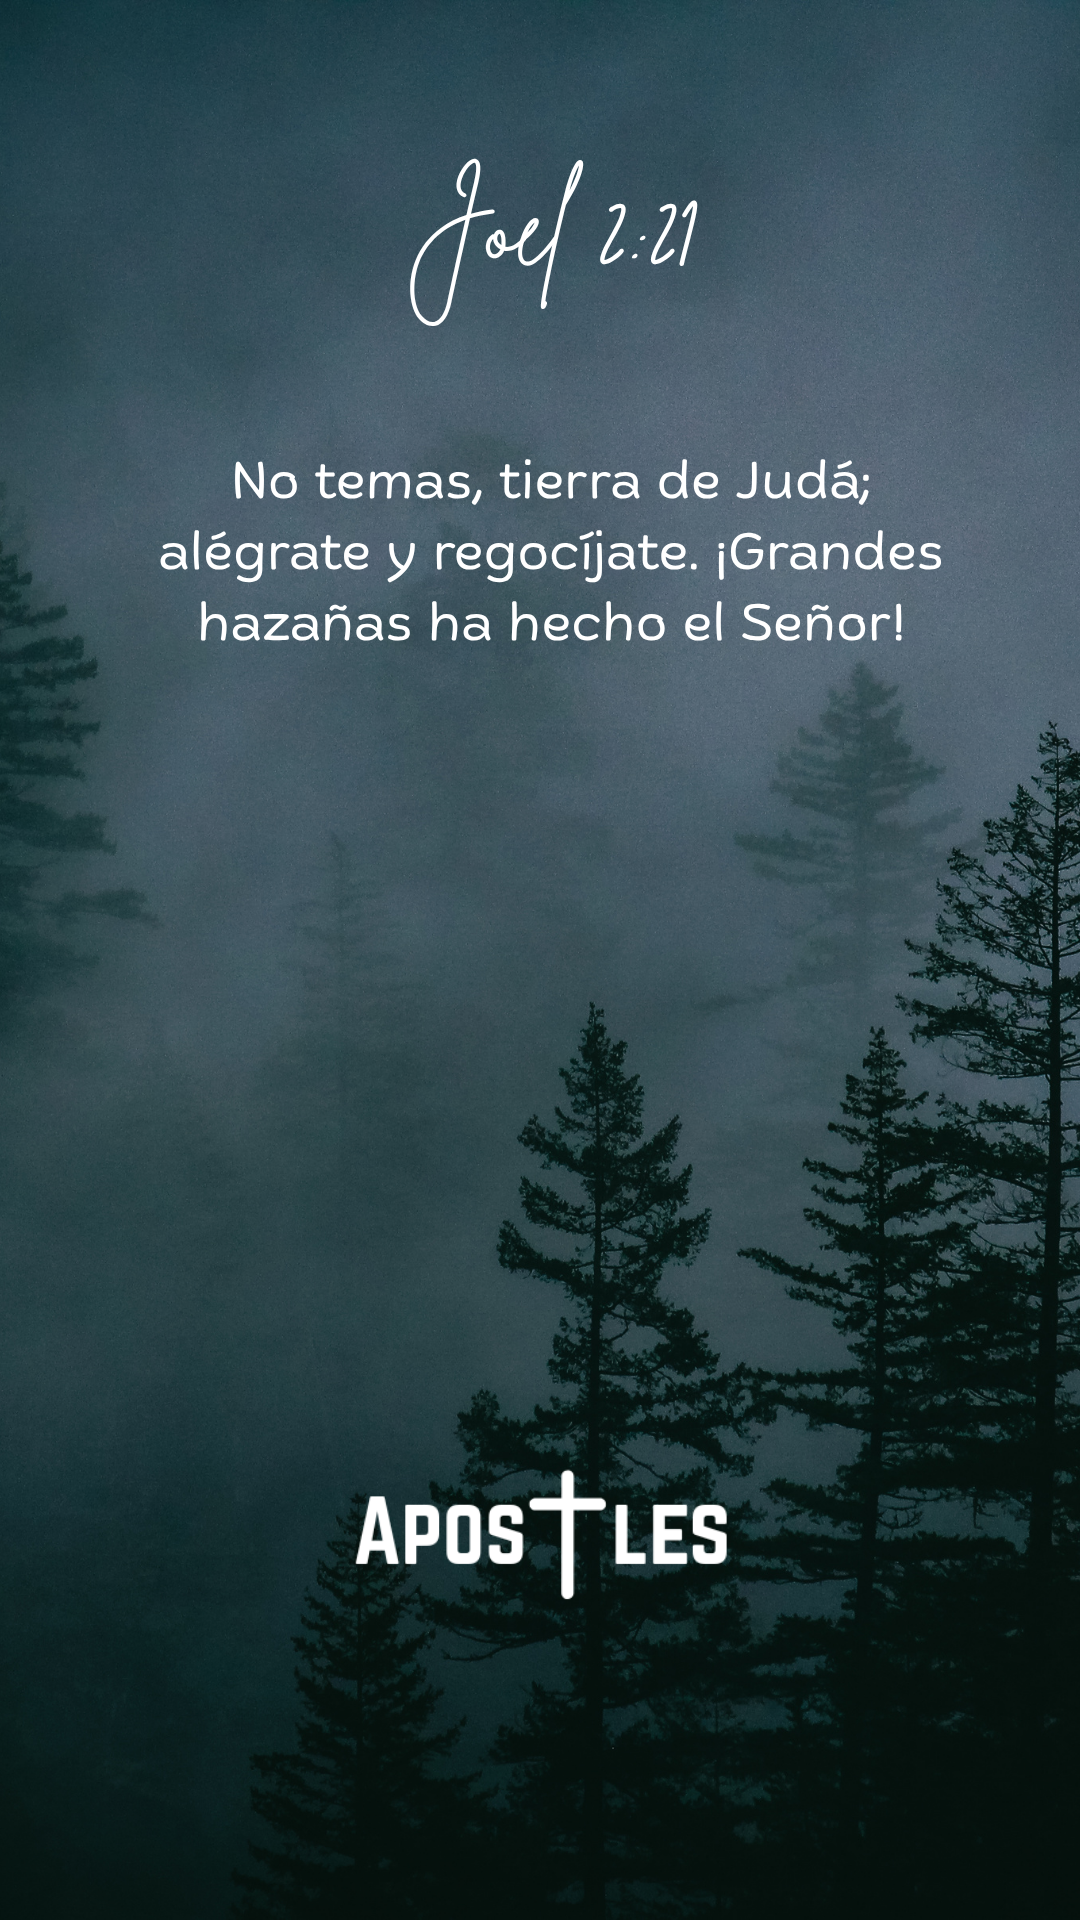 Joel 2:21
No temas, tierra de Judá;
alégrate y regocíjate. ¡Grandes
hazañas ha hecho el Señor!
APOSTLES